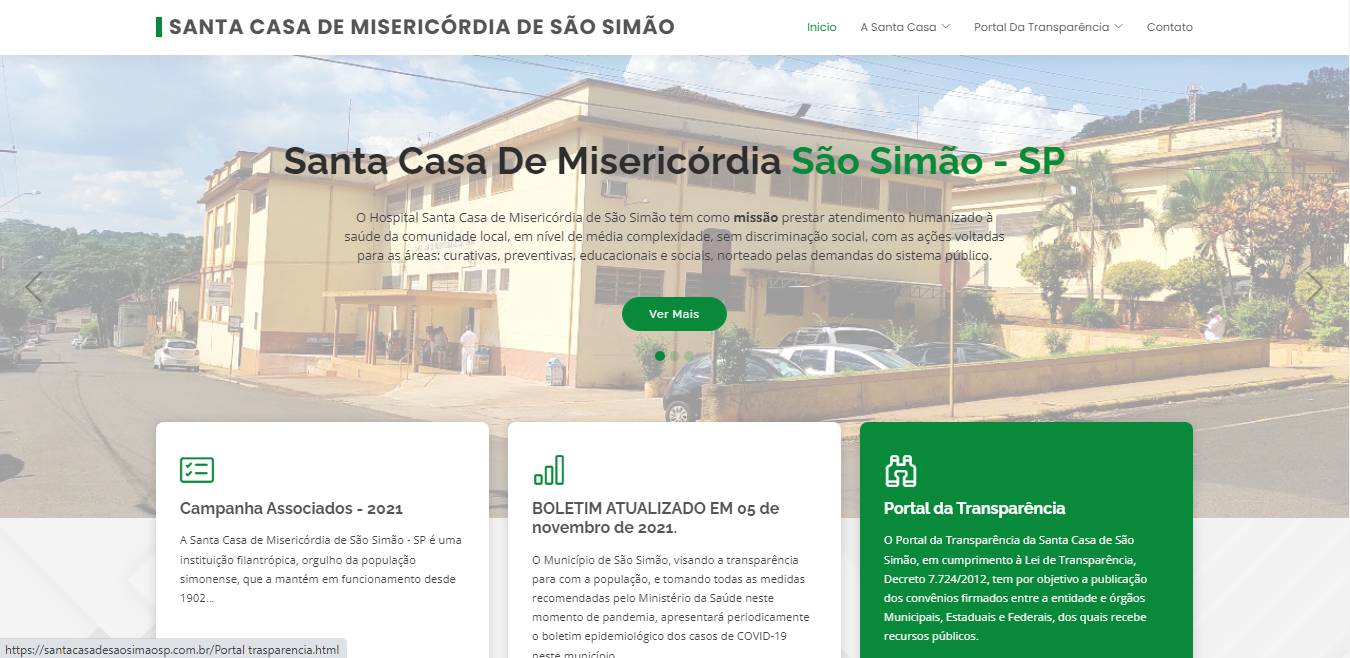 SANTA CASA DE MISERICÓRDIA DE SÃO SIMÃO
Inicio
A Santa Casa
Portal Da Transparência
Contato
Santa Casa De Misericórdia São Simão - SP
O Hospital Santa Casa de Misericórdia de São Simão tem como missão prestar atendimento humanizado à
saúde da comunidade local, em nível de média complexidade, sem discriminação social, com as ações voltadas
para as áreas: curativas, preventivas, educacionais e sociais, norteado pelas demandas do sistema público.
Ver Mais
Campanha Associados - 2021
A Santa Casa de Misericórdia de São Simão - SP é uma
instituição filantrópica, orgulho da população
simonense, que a mantém em funcionamento desde
1902...
BOLETIM ATUALIZADO EM 05 de
novembro de 2021.
O Município de São Simão, visando a transparência
para com a população, e tomando todas as medidas
recomendadas pelo Ministério da Saúde neste
momento de pandemia, apresentará periodicamente
o boletim epidemiológico dos casos de COVID-19
neste município
Portal da Transparência
O Portal da Transparência da Santa Casa de São
Simão, em cumprimento à Lei de Transparência,
Decreto 7.724/2012, tem por objetivo a publicação
dos convênios firmados entre a entidade e órgãos
Municipais, Estaduais e Federais, dos quais recebe
recursos públicos.
https://santacasadesaosimaosp.com.br/Portal trasparencia.html